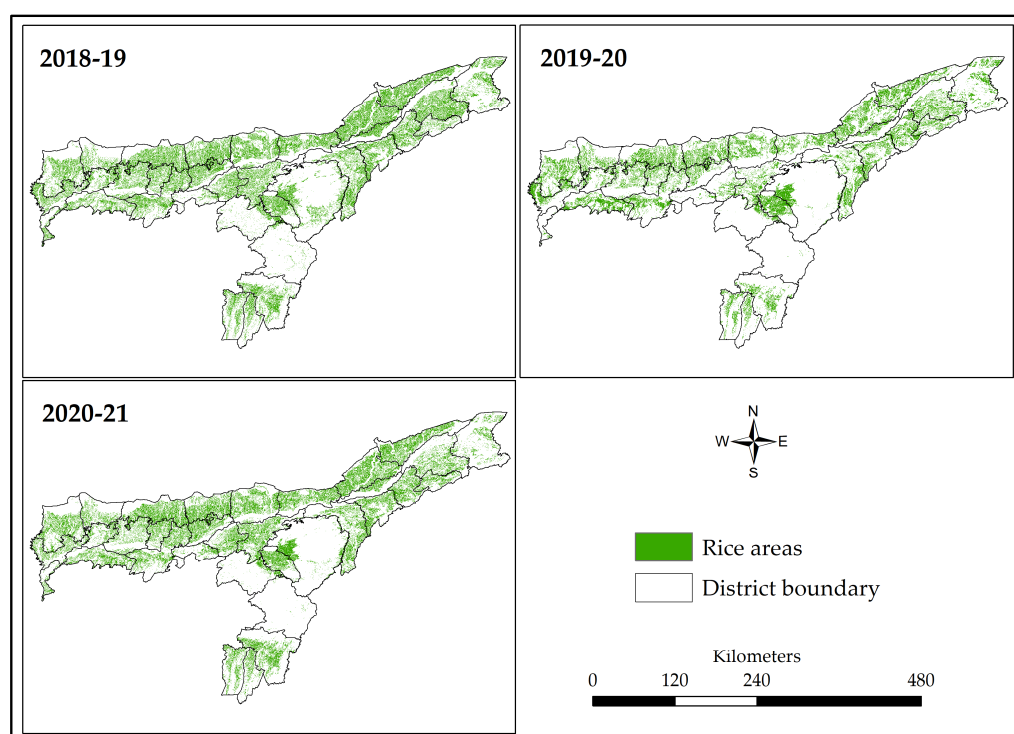 2018-19
2019-20
2020-21
N
W E
S
Rice areas
District boundary
Kilometers
0 120 240 480